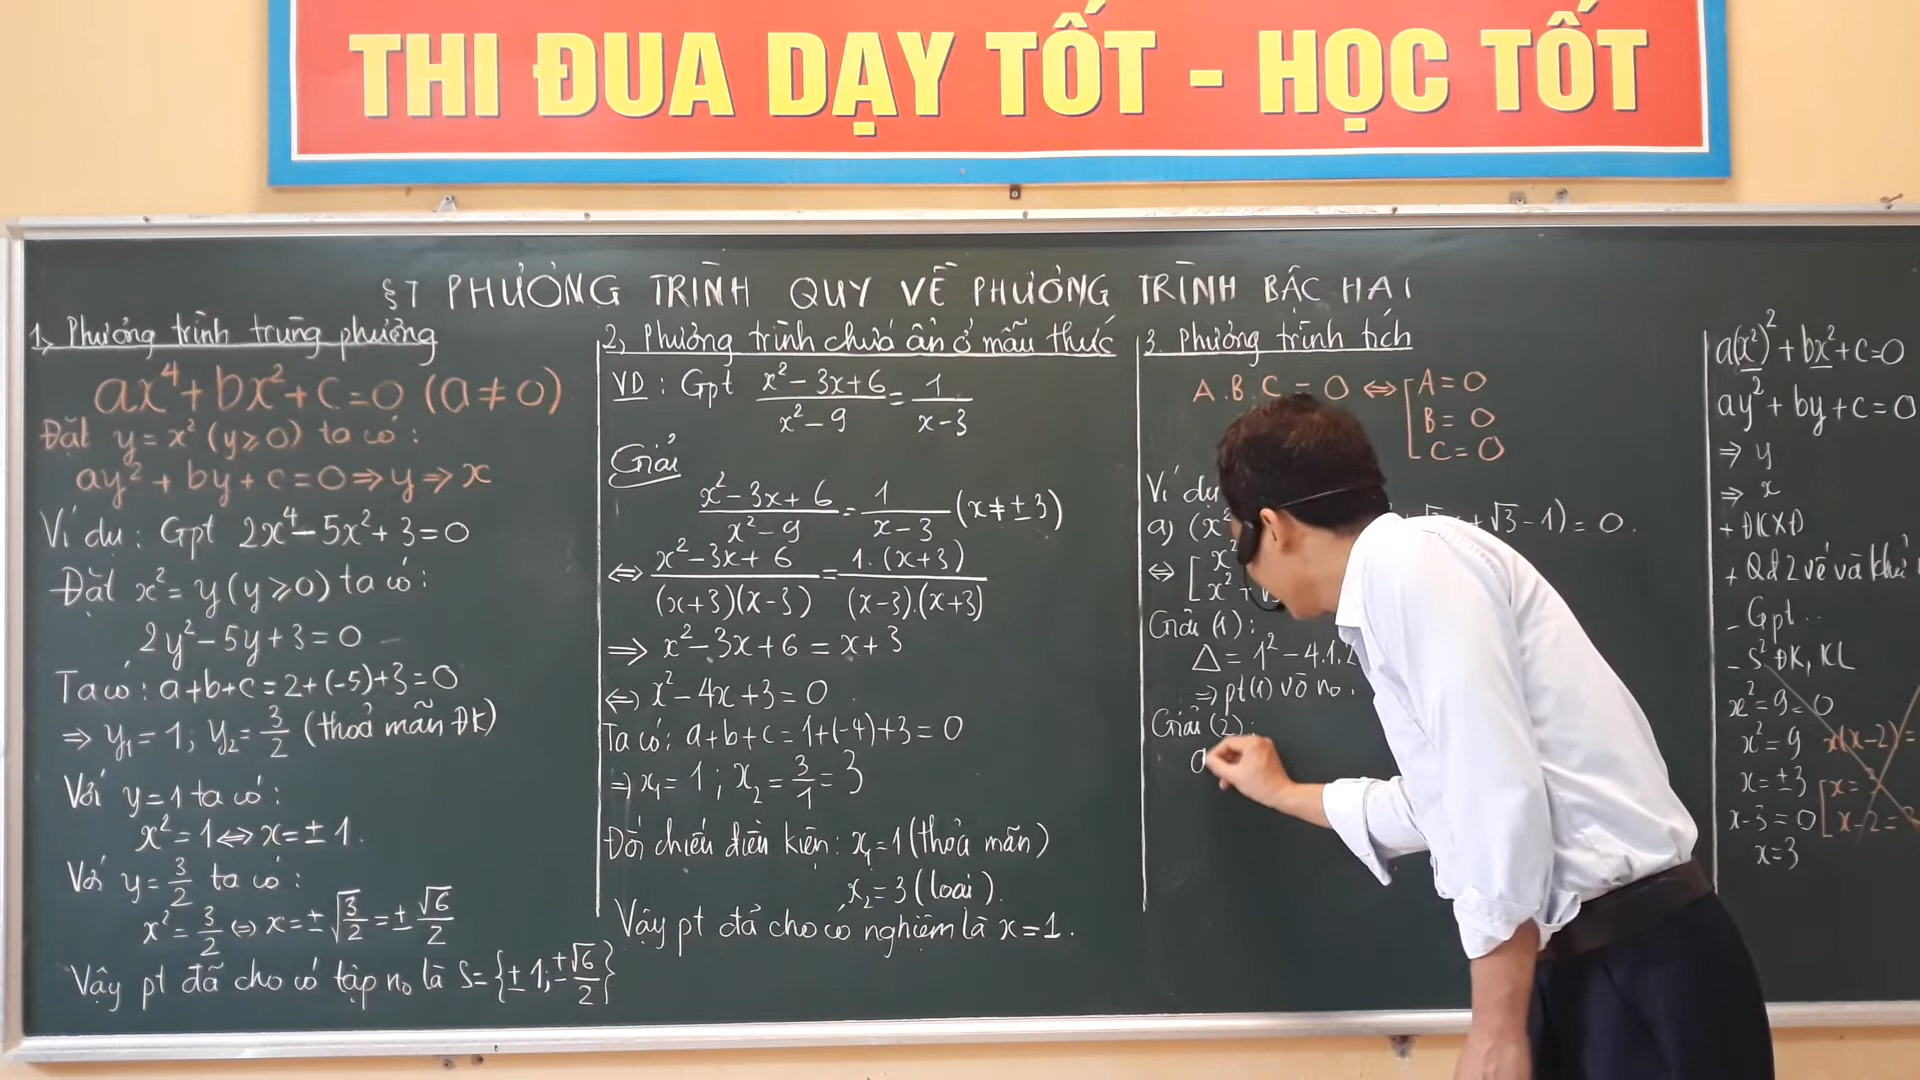 THI ĐUA DẠY TỐT - HỌC TỐT
§7 PHƯƠNG TRÌNH QUY VỀ PHƯƠNG TRÌNH BẬC HAI
1, Phương trình trùng phương
ax⁴ + bx² + c = 0 (a ≠ 0)
Đặt y = x² (y ≥ 0) ta có:
ay² + by + c = 0 ⇒ y ⇒ x
Ví dụ: Gpt 2x⁴ - 5x² + 3 = 0
Đặt x² = y (y ≥ 0) ta có:
2y² - 5y + 3 = 0
Ta có: a + b + c = 2 + (-5) + 3 = 0
⇒ y₁ = 1; y₂ = 3/2 (thoả mãn ĐK)
Với y = 1 ta có:
x² = 1 ⇔ x = ± 1.
Với y = 3/2 ta có:
x² = 3/2 ⇔ x = ±√(3/2) = ± √6/2
Vậy pt đã cho có tập no là S = {± 1; ±√6/2}
2, Phương trình chứa ẩn ở mẫu thức
VD: Gpt (x² - 3x + 6)/(x² - 9) = 1/(x - 3)
Giải
(x² - 3x + 6)/(x² - 9) = 1/(x - 3) (x ≠ ± 3)
⇔ (x² - 3x + 6)/((x+3)(x-3)) = 1.(x+3)/((x-3).(x+3))
⇒ x² - 3x + 6 = x + 3
⇔ x² - 4x + 3 = 0
Ta có: a + b + c = 1 + (-4) + 3 = 0
⇒ x₁ = 1; x₂ = 3/1 = 3
Đối chiếu điều kiện: x₁ = 1 (thỏa mãn)
x₂ = 3 (loại).
Vậy pt đã cho có nghiệm là x = 1.
3. Phương trình tích
A.B.C = 0 ⇔ [A = 0
B = 0
C = 0
Ví dụ
a) (x² + √3 - 1) = 0.
⇔ [x²
x² +
Giải (1):
Δ = 1² - 4.1.2
⇒ pt(1) vô no.
Giải (2):
a
a(x²)² + bx² + c = 0
ay² + by + c = 0
⇒ y
⇒ x
+ ĐKXĐ
+ Qđ 2 vế và khử
- Gpt..
- S² ĐK, KL
x² - 9 = 0
x² = 9
x = ± 3
x - 3 = 0
x = 3
x(x-2) =
[x = 3
x - 2 =